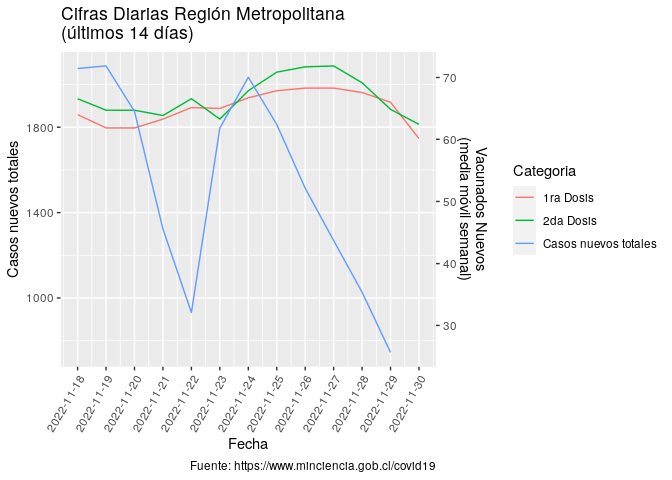 Cifras Diarias Región Metropolitana
(últimos 14 días)
Casos nuevos totales
1800
1400
1000
70
60
50
40
30
Vacunados Nuevos
(media móvil semanal)
2022-11-18
2022-11-19
2022-11-20
2022-11-21
2022-11-22
2022-11-23
2022-11-24
2022-11-25
2022-11-26
2022-11-27
2022-11-28
2022-11-29
2022-11-30
Fecha
Categoria
1ra Dosis
2da Dosis
Casos nuevos totales
Fuente: https://www.minciencia.gob.cl/covid19